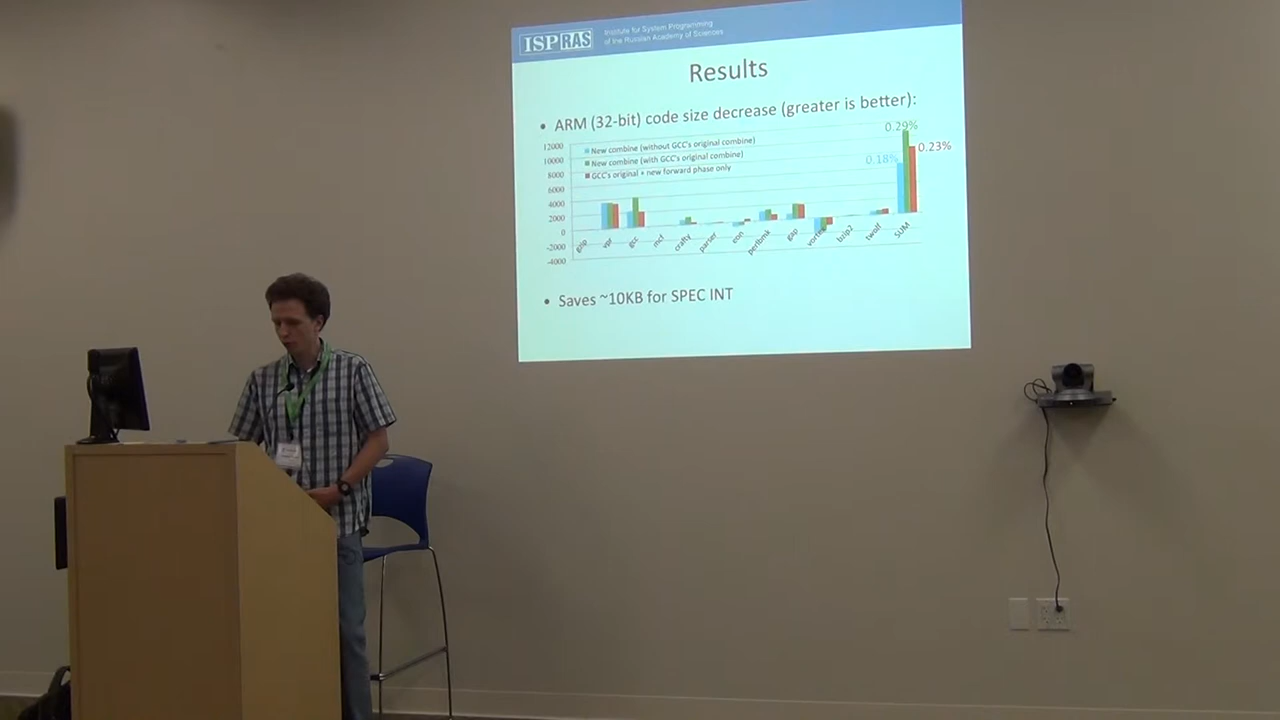 ISPRAS
Institute for System Programming
of the Russian Academy of Sciences
Results
• ARM (32-bit) code size decrease (greater is better):
New combine (without GCC's original combine)
New combine (with GCC's original combine)
GCC's original + new forward phase only
12000
10000
8000
6000
4000
2000
0
-2000
-4000
gzip
vpr
gcc
mcf
crafty
parser
eon
perlbmk
gap
vortex
bzip2
twolf
SUM
0.18%
0.29%
0.23%
• Saves ~10KB for SPEC INT